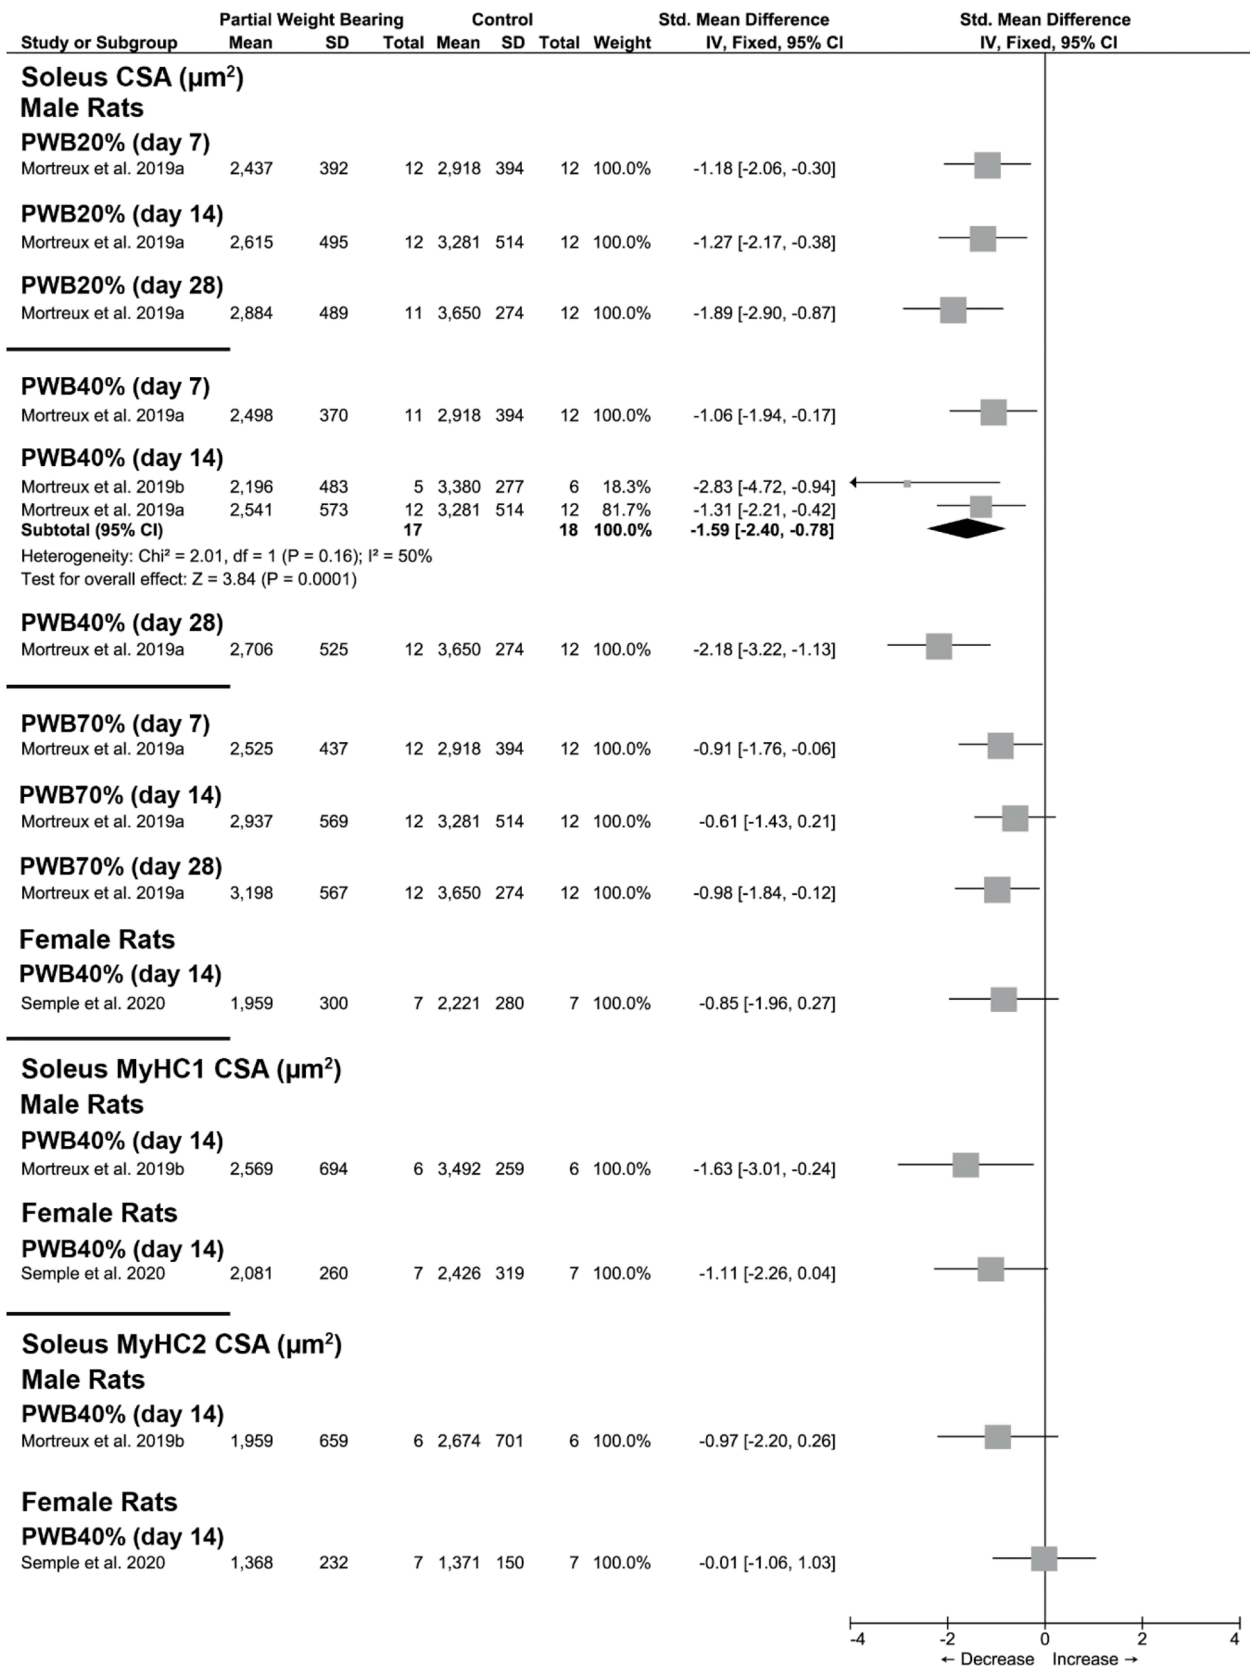 Partial Weight Bearing Control Std. Mean Difference Std. Mean Difference
Study or Subgroup Mean SD Total Mean SD Total Weight IV, Fixed, 95% CI IV, Fixed, 95% CI
Soleus CSA (μm²)
Male Rats
PWB20% (day 7)
Mortreux et al. 2019a 2,437 392 12 2,918 394 12 100.0% -1.18 [-2.06, -0.30]
PWB20% (day 14)
Mortreux et al. 2019a 2,615 495 12 3,281 514 12 100.0% -1.27 [-2.17, -0.38]
PWB20% (day 28)
Mortreux et al. 2019a 2,884 489 11 3,650 274 12 100.0% -1.89 [-2.90, -0.87]
PWB40% (day 7)
Mortreux et al. 2019a 2,498 370 11 2,918 394 12 100.0% -1.06 [-1.94, -0.17]
PWB40% (day 14)
Mortreux et al. 2019b 2,196 483 5 3,380 277 6 18.3% -2.83 [-4.72, -0.94]
Mortreux et al. 2019a 2,541 573 12 3,281 514 12 81.7% -1.31 [-2.21, -0.42]
Subtotal (95% CI) 17 18 100.0% -1.59 [-2.40, -0.78]
Heterogeneity: Chi² = 2.01, df = 1 (P = 0.16); I² = 50%
Test for overall effect: Z = 3.84 (P = 0.0001)
PWB40% (day 28)
Mortreux et al. 2019a 2,706 525 12 3,650 274 12 100.0% -2.18 [-3.22, -1.13]
PWB70% (day 7)
Mortreux et al. 2019a 2,525 437 12 2,918 394 12 100.0% -0.91 [-1.76, -0.06]
PWB70% (day 14)
Mortreux et al. 2019a 2,937 569 12 3,281 514 12 100.0% -0.61 [-1.43, 0.21]
PWB70% (day 28)
Mortreux et al. 2019a 3,198 567 12 3,650 274 12 100.0% -0.98 [-1.84, -0.12]
Female Rats
PWB40% (day 14)
Semple et al. 2020 1,959 300 7 2,221 280 7 100.0% -0.85 [-1.96, 0.27]
Soleus MyHC1 CSA (μm²)
Male Rats
PWB40% (day 14)
Mortreux et al. 2019b 2,569 694 6 3,492 259 6 100.0% -1.63 [-3.01, -0.24]
Female Rats
PWB40% (day 14)
Semple et al. 2020 2,081 260 7 2,426 319 7 100.0% -1.11 [-2.26, 0.04]
Soleus MyHC2 CSA (μm²)
Male Rats
PWB40% (day 14)
Mortreux et al. 2019b 1,959 659 6 2,674 701 6 100.0% -0.97 [-2.20, 0.26]
Female Rats
PWB40% (day 14)
Semple et al. 2020 1,368 232 7 1,371 150 7 100.0% -0.01 [-1.06, 1.03]
-4 -2 0 2 4
← Decrease Increase →